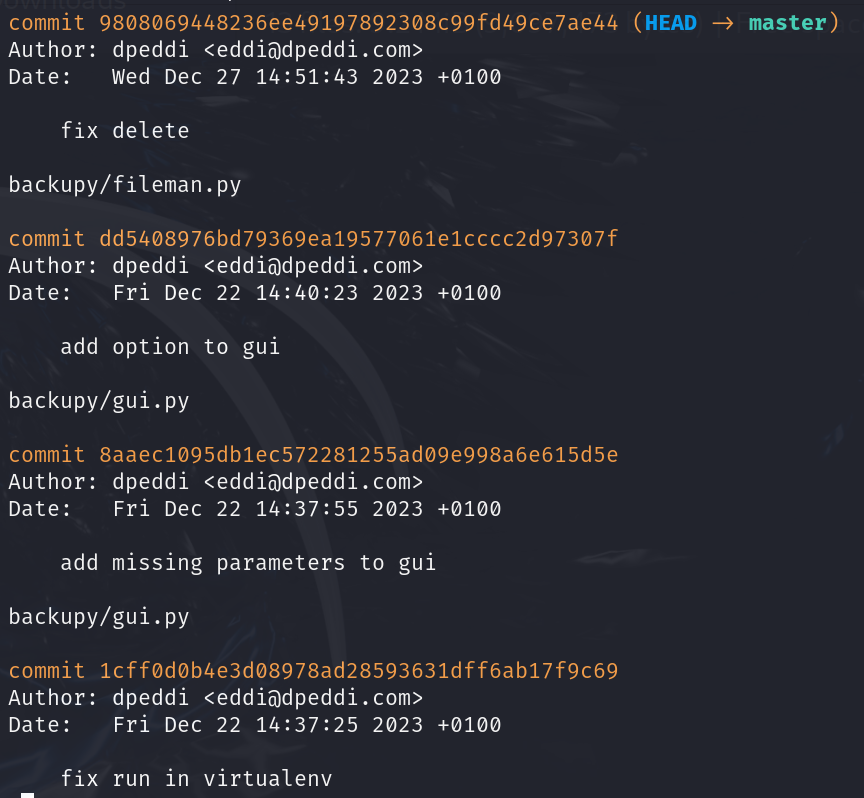 commit 9808069448236ee49197892308c99fd49ce7ae44 (HEAD → master)
Author: dpeddi <eddi@dpeddi.com>
Date:   Wed Dec 27 14:51:43 2023 +0100
    fix delete
backupy/fileman.py
commit dd5408976bd79369ea19577061e1cccc2d97307f
Author: dpeddi <eddi@dpeddi.com>
Date:   Fri Dec 22 14:40:23 2023 +0100
    add option to gui
backupy/gui.py
commit 8aaec1095db1ec572281255ad09e998a6e615d5e
Author: dpeddi <eddi@dpeddi.com>
Date:   Fri Dec 22 14:37:55 2023 +0100
    add missing parameters to gui
backupy/gui.py
commit 1cff0d0b4e3d08978ad28593631dff6ab17f9c69
Author: dpeddi <eddi@dpeddi.com>
Date:   Fri Dec 22 14:37:25 2023 +0100
    fix run in virtualenv